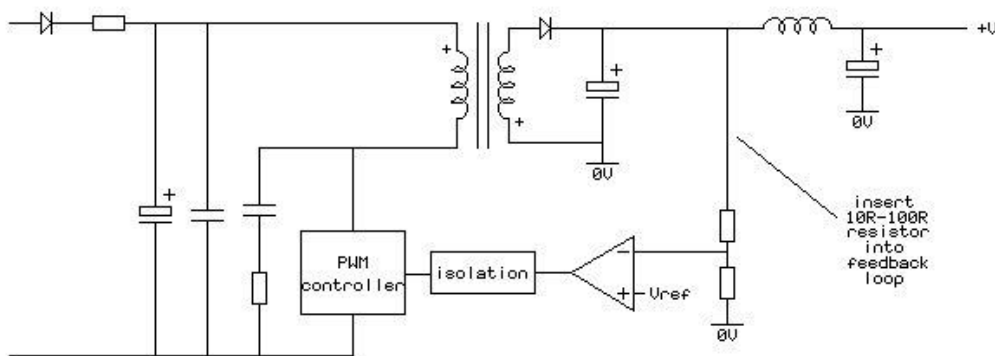 +V
+
+
+
+
+
0V
0V
insert
10R-100R
resistor
into
feedback
loop
PWM
controller
isolation
-
+
Vref
0V